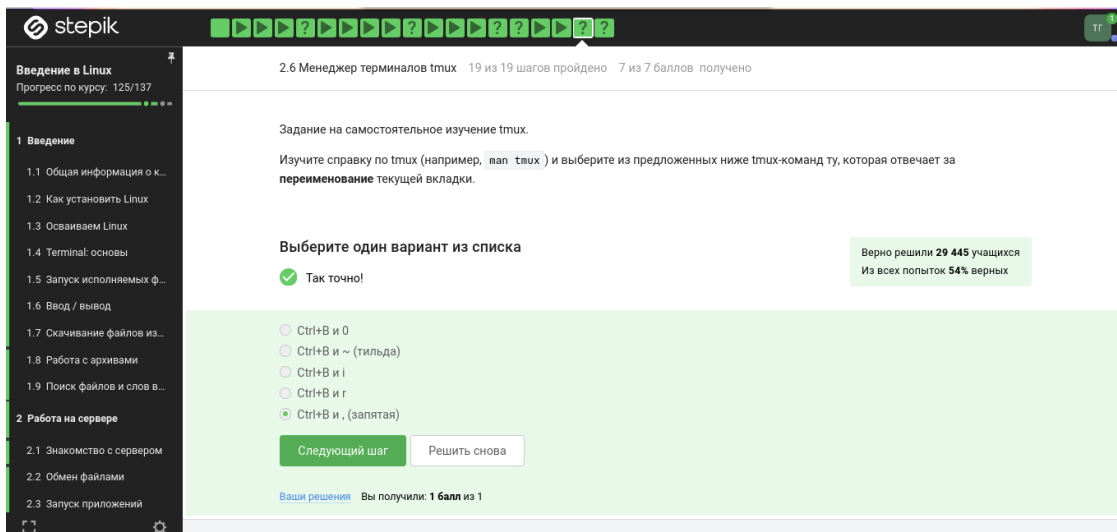 stepik
? ? ? ? ? ?
ТГ 1
Введение в Linux
Прогресс по курсу: 125/137
1 Введение
1.1 Общая информация о к...
1.2 Как установить Linux
1.3 Осваиваем Linux
1.4 Terminal: основы
1.5 Запуск исполняемых ф...
1.6 Ввод / вывод
1.7 Скачивание файлов из...
1.8 Работа с архивами
1.9 Поиск файлов и слов в...
2 Работа на сервере
2.1 Знакомство с сервером
2.2 Обмен файлами
2.3 Запуск приложений
2.6 Менеджер терминалов tmux 19 из 19 шагов пройдено 7 из 7 баллов получено
Задание на самостоятельное изучение tmux.
Изучите справку по tmux (например, man tmux ) и выберите из предложенных ниже tmux-команд ту, которая отвечает за
переименование текущей вкладки.
Выберите один вариант из списка
Так точно!
Верно решили 29 445 учащихся
Из всех попыток 54% верных
Ctrl+B и 0
Ctrl+B и ~ (тильда)
Ctrl+B и i
Ctrl+B и r
Ctrl+B и , (запятая)
Следующий шаг Решить снова
Ваши решения Вы получили: 1 балл из 1